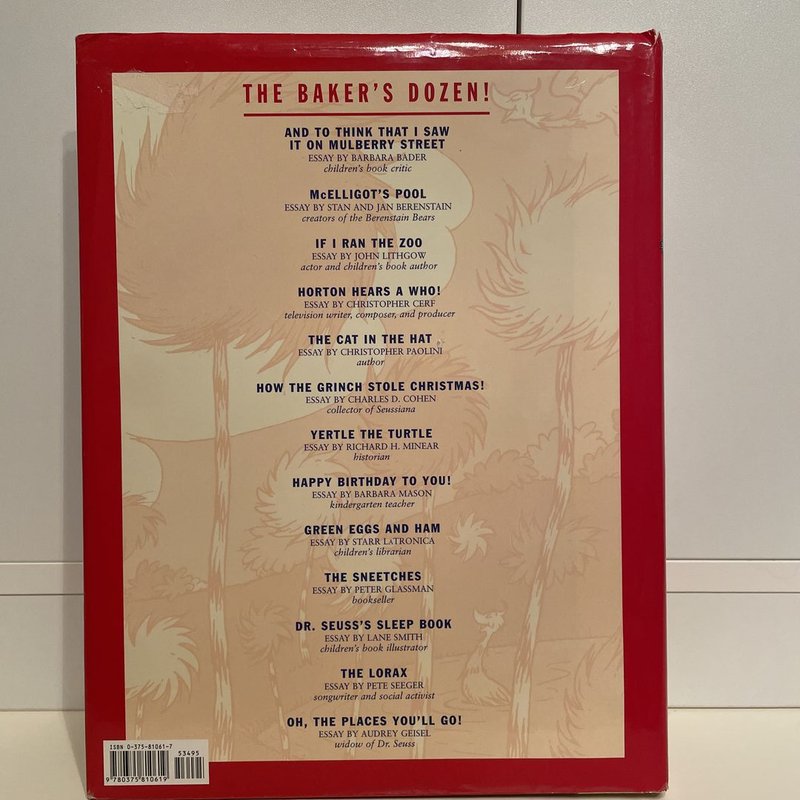 THE BAKER'S DOZEN!
AND TO THINK THAT I SAW
IT ON MULBERRY STREET
ESSAY BY BARBARA BADER
children's book critic
McELLIGOT'S POOL
ESSAY BY STAN AND JAN BERENSTAIN
creators of the Berenstain Bears
IF I RAN THE ZOO
ESSAY BY JOHN LITHGOW
actor and children's book author
HORTON HEARS A WHO!
ESSAY BY CHRISTOPHER CERF
television writer, composer, and producer
THE CAT IN THE HAT
ESSAY BY CHRISTOPHER PAOLINI
author
HOW THE GRINCH STOLE CHRISTMAS!
ESSAY BY CHARLES D. COHEN
collector of Seussiana
YERTLE THE TURTLE
ESSAY BY RICHARD H. MINEAR
historian
HAPPY BIRTHDAY TO YOU!
ESSAY BY BARBARA MASON
kindergarten teacher
GREEN EGGS AND HAM
ESSAY BY STARR LATRONICA
children's librarian
THE SNEETCHES
ESSAY BY PETER GLASSMAN
bookseller
DR. SEUSS'S SLEEP BOOK
ESSAY BY LANE SMITH
children's book illustrator
THE LORAX
ESSAY BY PETE SEEGER
songwriter and social activist
OH, THE PLACES YOU'LL GO!
ESSAY BY AUDREY GEISEL
widow of Dr. Seuss
ISBN 0-375-81061-7
53495
9 780375 810619